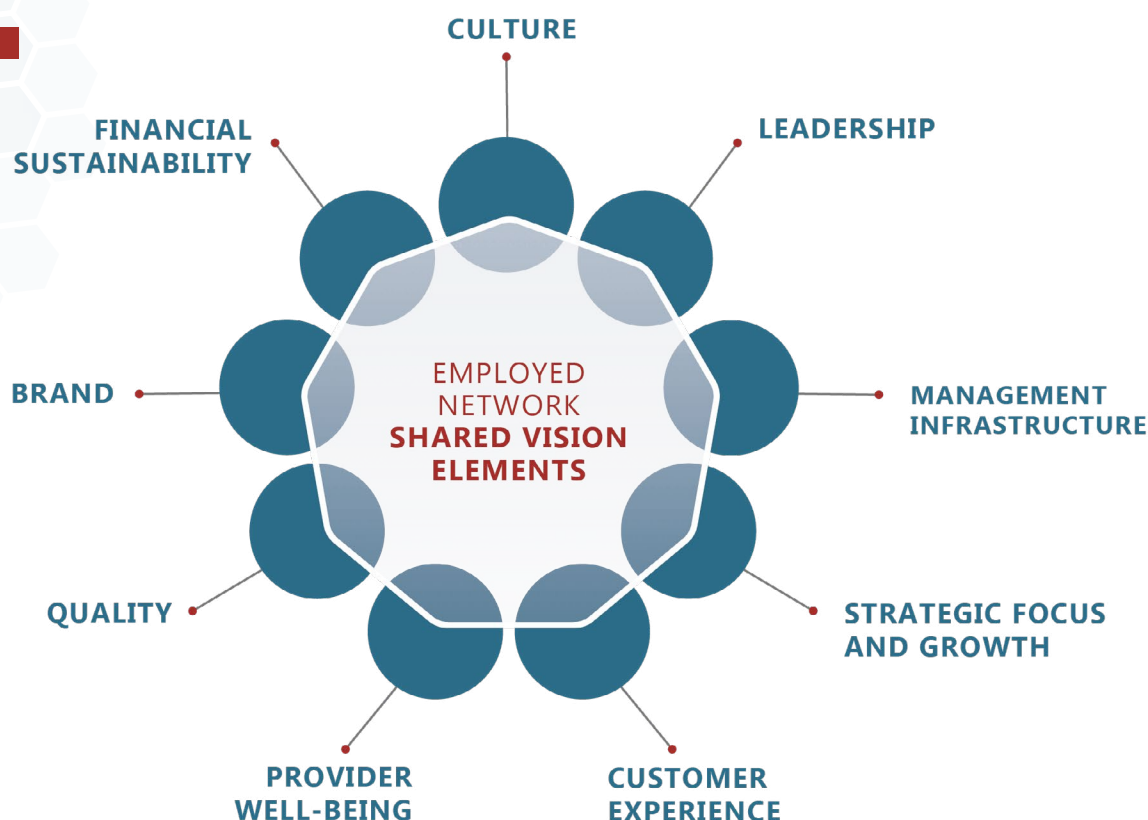 CULTURE
LEADERSHIP
MANAGEMENT
INFRASTRUCTURE
STRATEGIC FOCUS
AND GROWTH
CUSTOMER
EXPERIENCE
PROVIDER
WELL-BEING
QUALITY
BRAND
FINANCIAL
SUSTAINABILITY
EMPLOYED
NETWORK
SHARED VISION
ELEMENTS